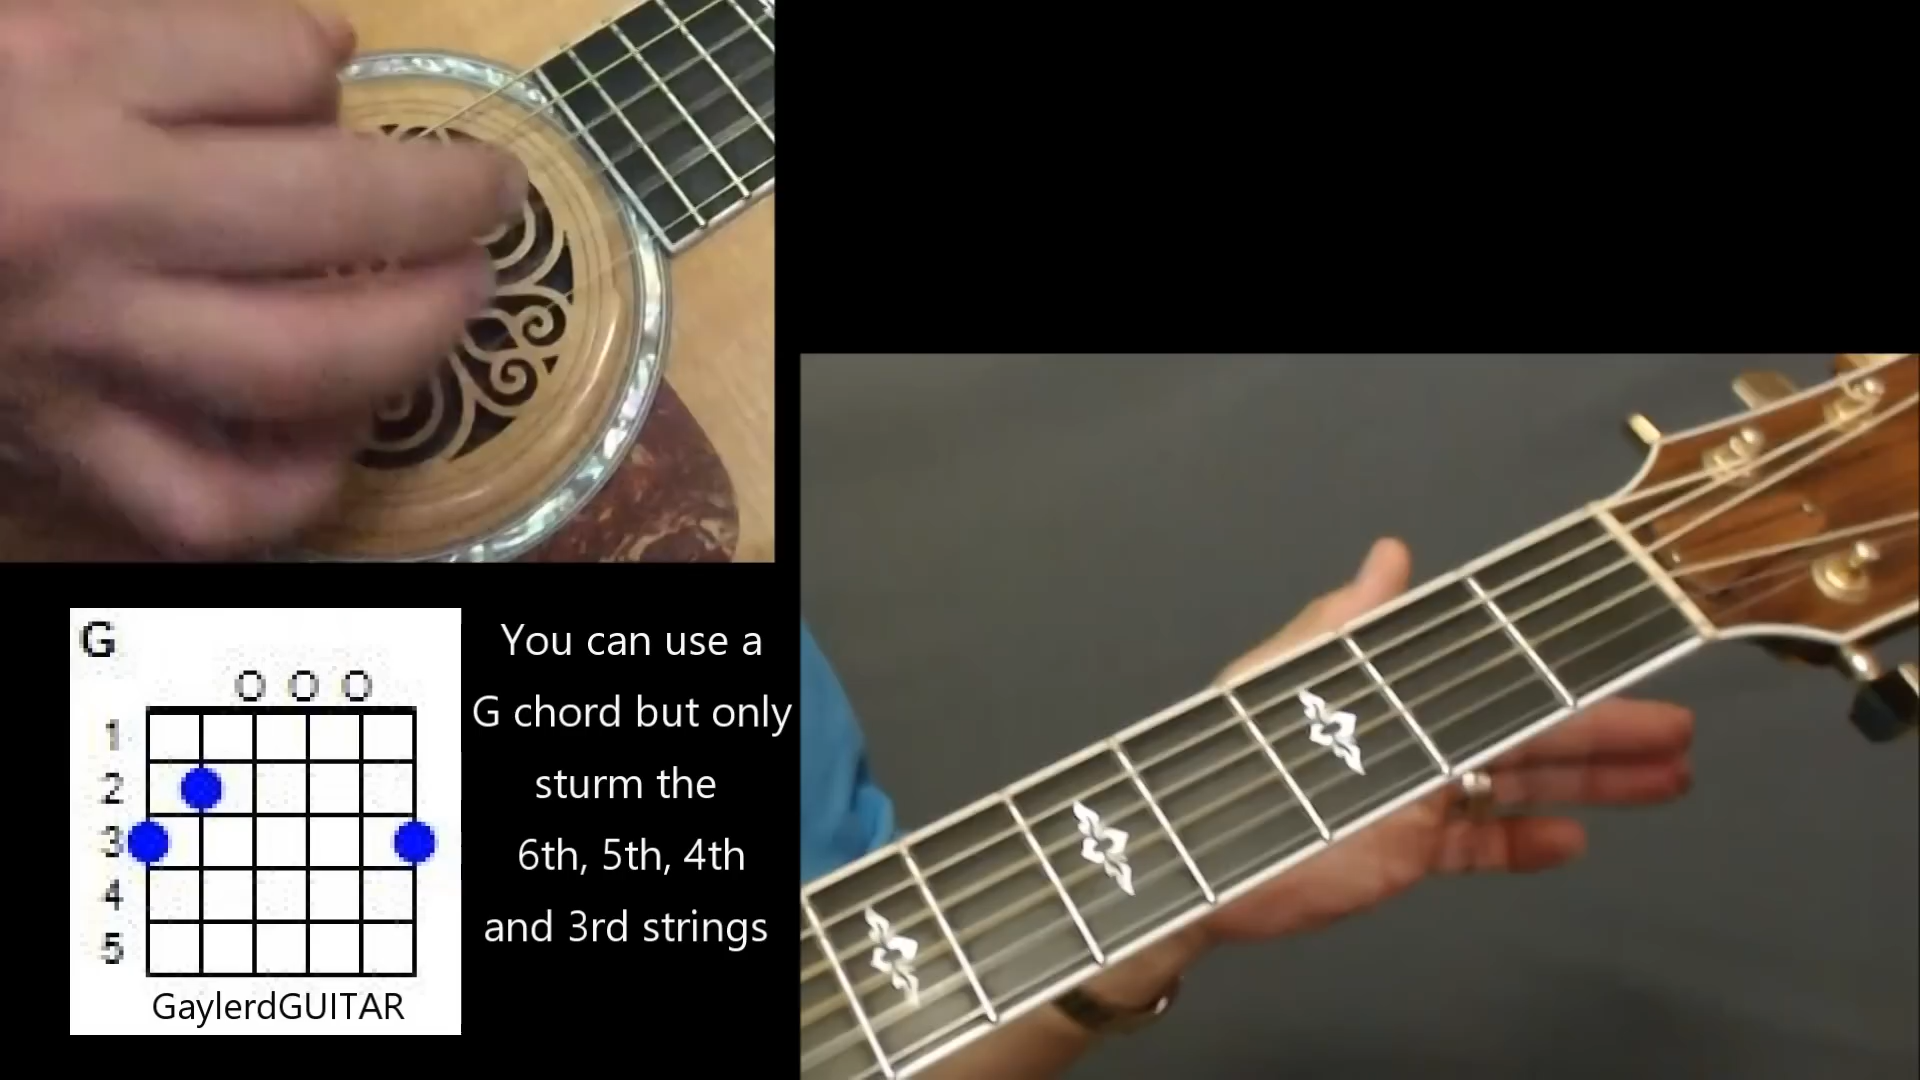 G
O O O
1
2
3
4
5
GaylerdGUITAR
You can use a
G chord but only
sturm the
6th, 5th, 4th
and 3rd strings